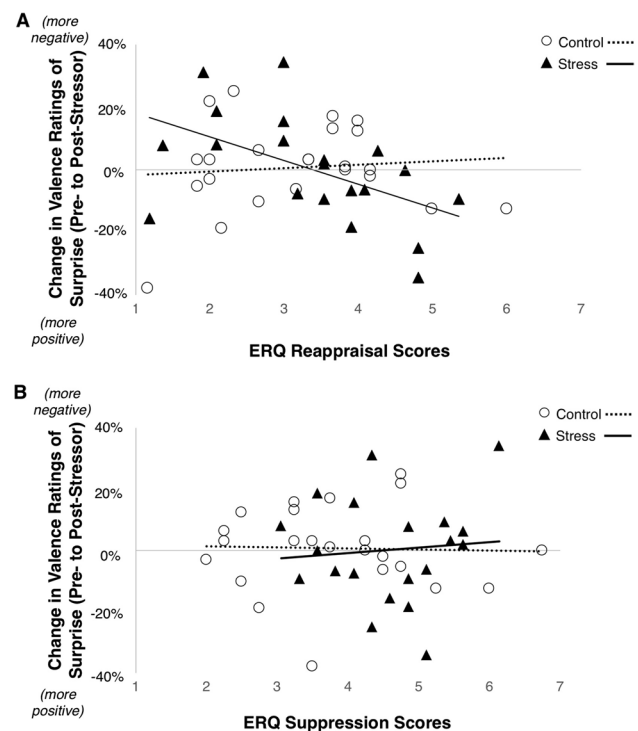 A
(more
negative)
Control
Stress
Change in Valence Ratings of
Surprise (Pre- to Post-Stressor)
40%
20%
0%
-20%
-40%
1 2 3 4 5 6 7
(more
positive)
ERQ Reappraisal Scores
B
(more
negative)
Control
Stress
Change in Valence Ratings of
Surprise (Pre- to Post-Stressor)
40%
20%
0%
-20%
-40%
1 2 3 4 5 6 7
(more
positive)
ERQ Suppression Scores